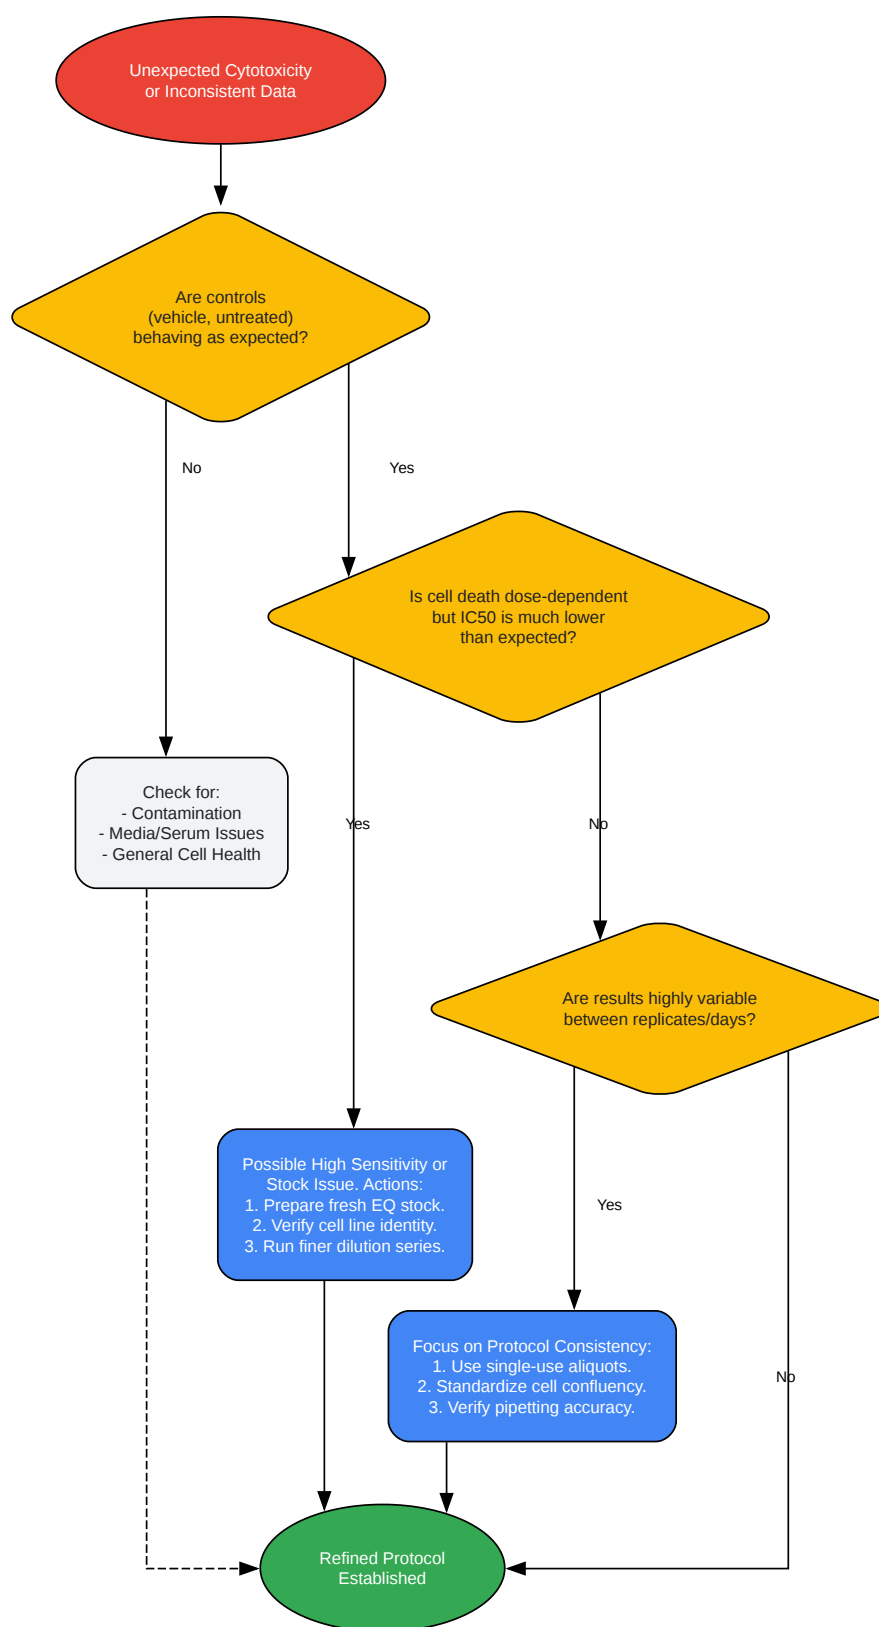 Unexpected Cytotoxicity
or Inconsistent Data
Are controls
(vehicle, untreated)
behaving as expected?
No
Yes
Is cell death dose-dependent
but IC50 is much lower
than expected?
Check for:
- Contamination
- Media/Serum Issues
- General Cell Health
Yes
No
Are results highly variable
between replicates/days?
Possible High Sensitivity or
Stock Issue. Actions:
1. Prepare fresh EQ stock.
2. Verify cell line identity.
3. Run finer dilution series.
Yes
Focus on Protocol Consistency:
1. Use single-use aliquots.
2. Standardize cell confluency.
3. Verify pipetting accuracy.
No
Refined Protocol
Established